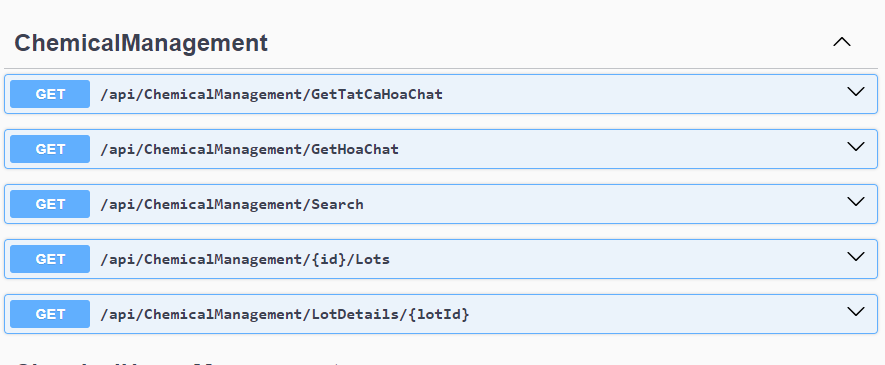 ChemicalManagement
GET /api/ChemicalManagement/GetTatCaHoaChat
GET /api/ChemicalManagement/GetHoaChat
GET /api/ChemicalManagement/Search
GET /api/ChemicalManagement/{id}/Lots
GET /api/ChemicalManagement/LotDetails/{lotId}